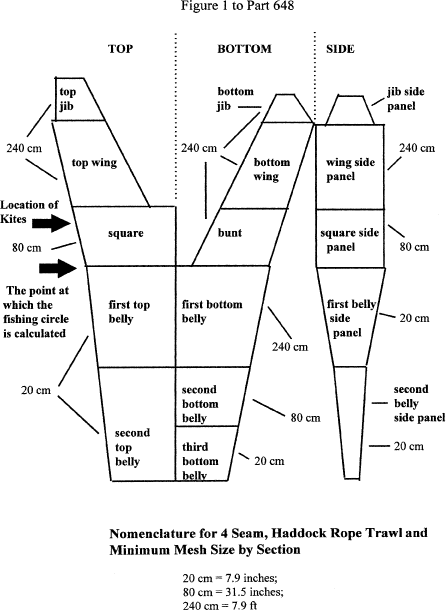 Figure 1 to Part 648
TOP
BOTTOM
SIDE
top
jib
240 cm
top wing
Location of
Kites
80 cm
square
The point at
which the
fishing circle
is calculated
first top
belly
20 cm
second
top
belly
bottom
jib
240 cm
bottom
wing
bunt
first bottom
belly
240 cm
second
bottom
belly
80 cm
third
bottom
belly
20 cm
jib side
panel
wing side
panel
240 cm
square side
panel
80 cm
first belly
side
panel
20 cm
second
belly
side panel
20 cm
Nomenclature for 4 Seam, Haddock Rope Trawl and
Minimum Mesh Size by Section
20 cm = 7.9 inches;
80 cm = 31.5 inches;
240 cm = 7.9 ft